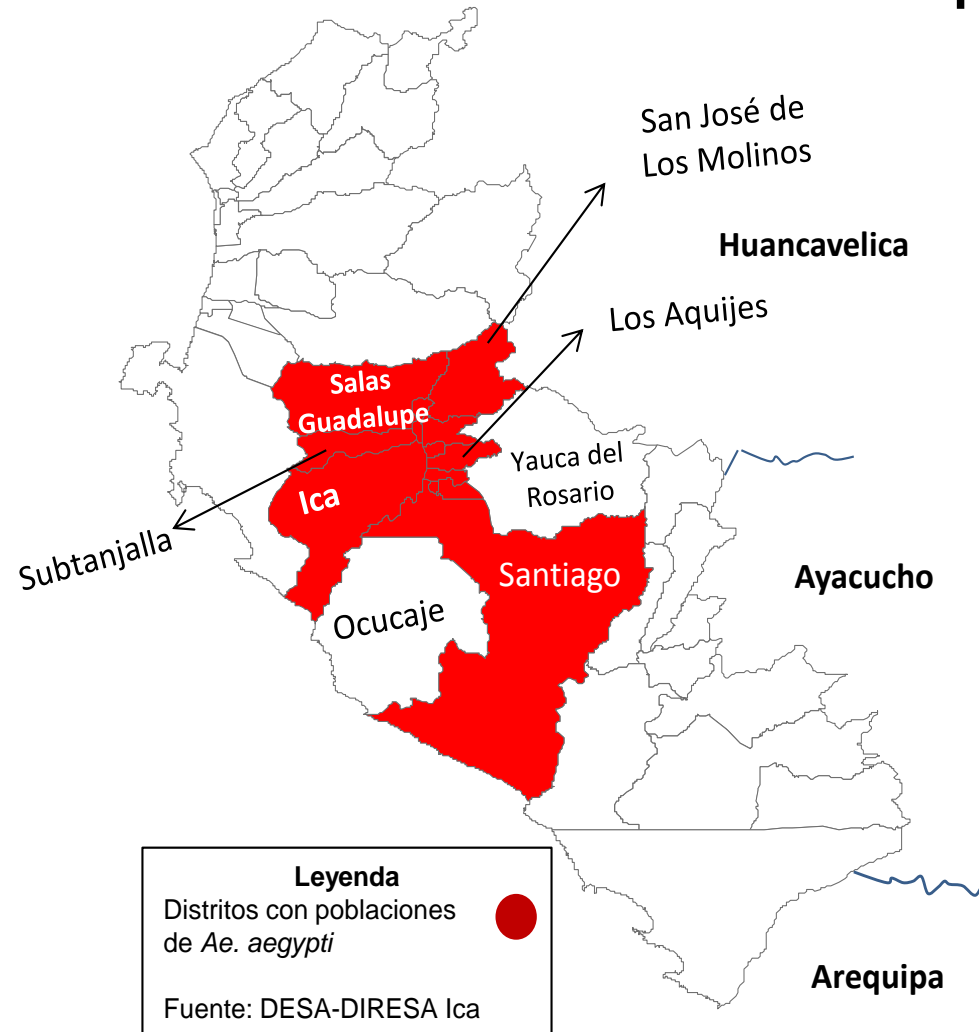 San José de
Los Molinos
Huancavelica
Los Aquijes
Salas
Guadalupe
Yauca del
Rosario
Ica
Subtanjalla
Santiago
Ayacucho
Ocucaje
Leyenda
Distritos con poblaciones
de Ae. aegypti
Fuente: DESA-DIRESA Ica
Arequipa